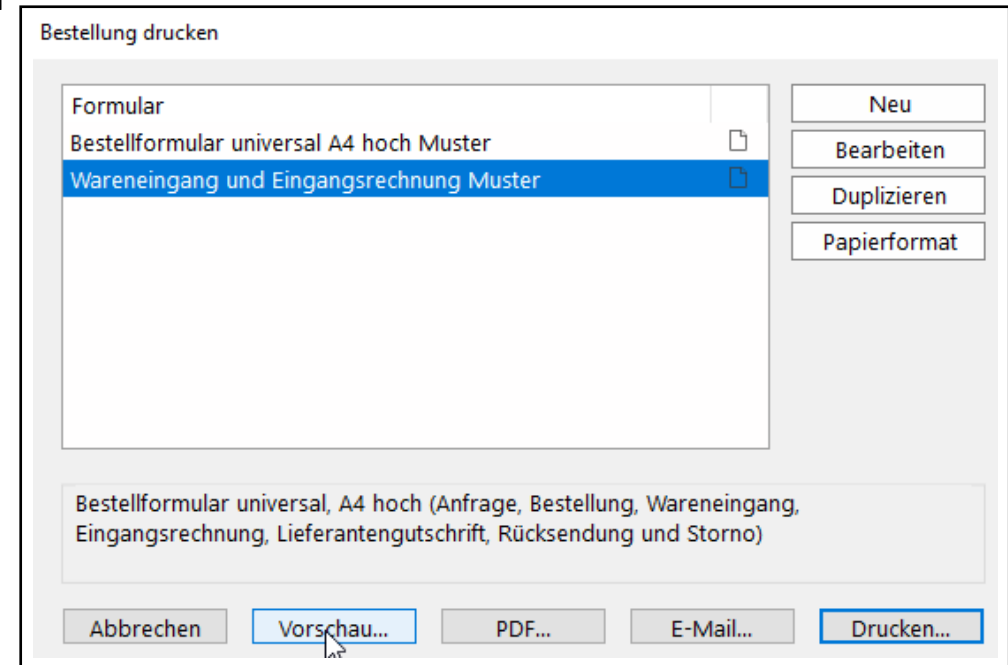 Bestellung drucken
Formular
Neu
Bestellformular universal A4 hoch Muster
Bearbeiten
Wareneingang und Eingangsrechnung Muster
Duplizieren
Papierformat
Bestellformular universal, A4 hoch (Anfrage, Bestellung, Wareneingang,
Eingangsrechnung, Lieferantengutschrift, Rücksendung und Storno)
Abbrechen
Vorschau...
PDF...
E-Mail...
Drucken...